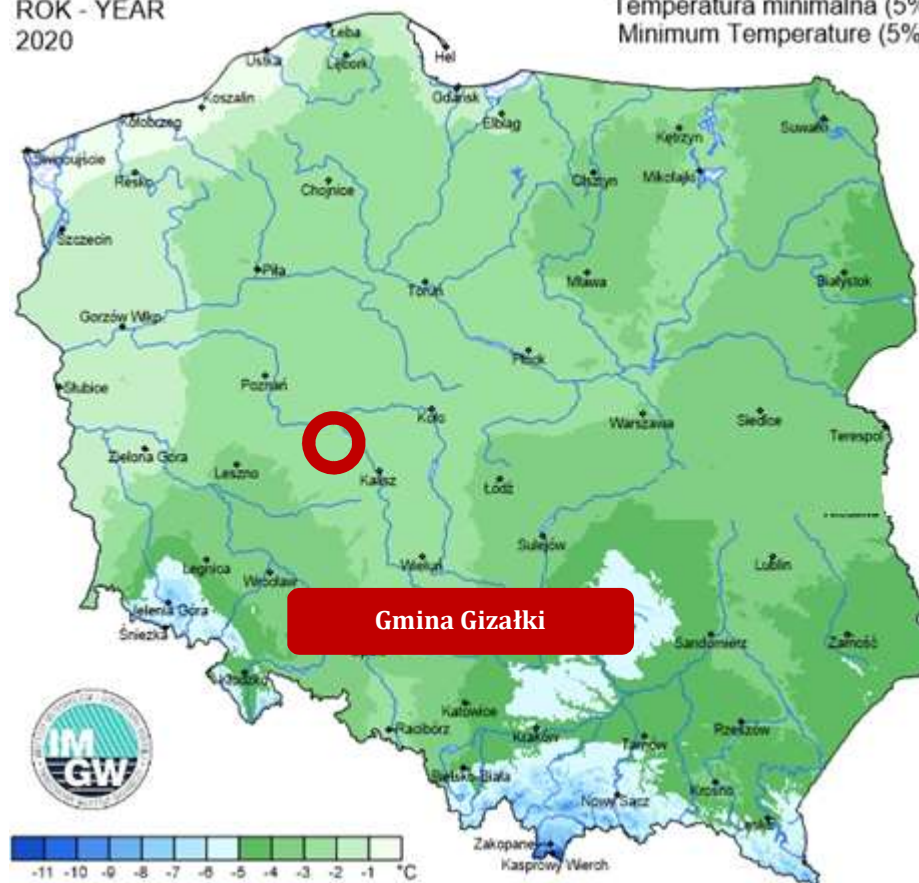 ROK - YEAR
2020
Temperatura minimalna (5%
Minimum Temperature (5%
Łeba
Ustka
Lębork
Hel
Koszalin
Gdańsk
Kołobrzeg
Elbląg
Kętrzyn
Suwałki
Świnoujście
Resko
Chojnice
Olsztyn
Mikołajki
Szczecin
Piła
Toruń
Mława
Białystok
Gorzów Wlkp
Płock
Słubice
Poznań
Koło
Warszawa
Siedlce
Terespol
Zielona Góra
Leszno
Kalisz
Łódź
Sulejów
Legnica
Wrocław
Wieluń
Lublin
Jelenia Góra
Gmina Gizałki
Śnieżka
Sandomierz
Zamość
Kłodzko
Katowice
Racibórz
Kraków
Tarnów
Rzeszów
Bielsko-Biała
Nowy Sącz
Krosno
Lesko
Zakopane
Kasprowy Wierch
IM
GW
-11 -10 -9 -8 -7 -6 -5 -4 -3 -2 -1 °C